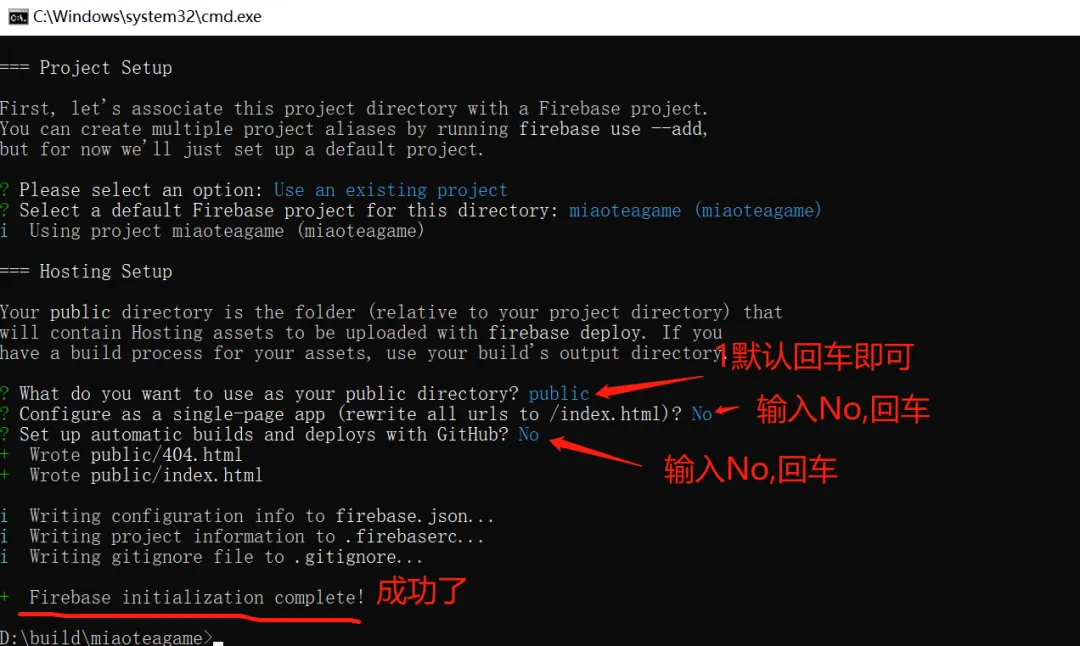 C:\Windows\system32\cmd.exe
=== Project Setup
First, let's associate this project directory with a Firebase project.
You can create multiple project aliases by running firebase use --add,
but for now we'll just set up a default project.
? Please select an option: Use an existing project
? Select a default Firebase project for this directory: miaoteagame (miaoteagame)
i  Using project miaoteagame (miaoteagame)
=== Hosting Setup
Your public directory is the folder (relative to your project directory) that
will contain Hosting assets to be uploaded with firebase deploy. If you
have a build process for your assets, use your build's output directory.
1默认回车即可
? What do you want to use as your public directory? public
? Configure as a single-page app (rewrite all urls to /index.html)? No
输入No,回车
? Set up automatic builds and deploys with GitHub? No
+  Wrote public/404.html
输入No,回车
+  Wrote public/index.html
i  Writing configuration info to firebase.json...
i  Writing project information to .firebaserc...
i  Writing gitignore file to .gitignore...
+  Firebase initialization complete!
成功了
D:\build\miaoteagame>